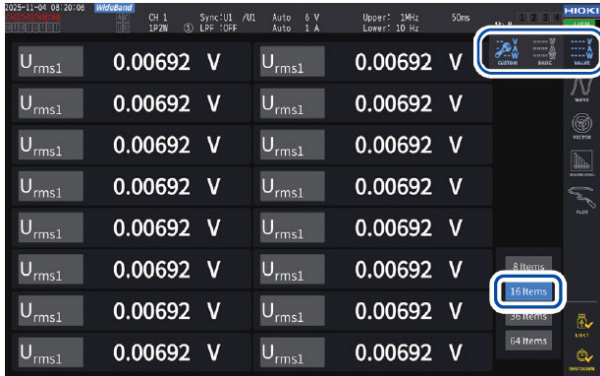 2025-11-04 08:20:06 WideBand
CH 1 Sync:U1 /U1 Auto 6 V Upper: 1MHz 50ms
1P2W ① LPF :OFF Auto 1 A Lower: 10 Hz
HIOKI
CUSTOM BASIC VALUE
Urms1 0.00692 V Urms1 0.00692 V
Urms1 0.00692 V Urms1 0.00692 V
Urms1 0.00692 V Urms1 0.00692 V
Urms1 0.00692 V Urms1 0.00692 V
Urms1 0.00692 V Urms1 0.00692 V
Urms1 0.00692 V Urms1 0.00692 V
Urms1 0.00692 V Urms1 0.00692 V
Urms1 0.00692 V Urms1 0.00692 V
WAVE
VECTOR
PLOT
8 Items
16 Items
36 Items
64 Items